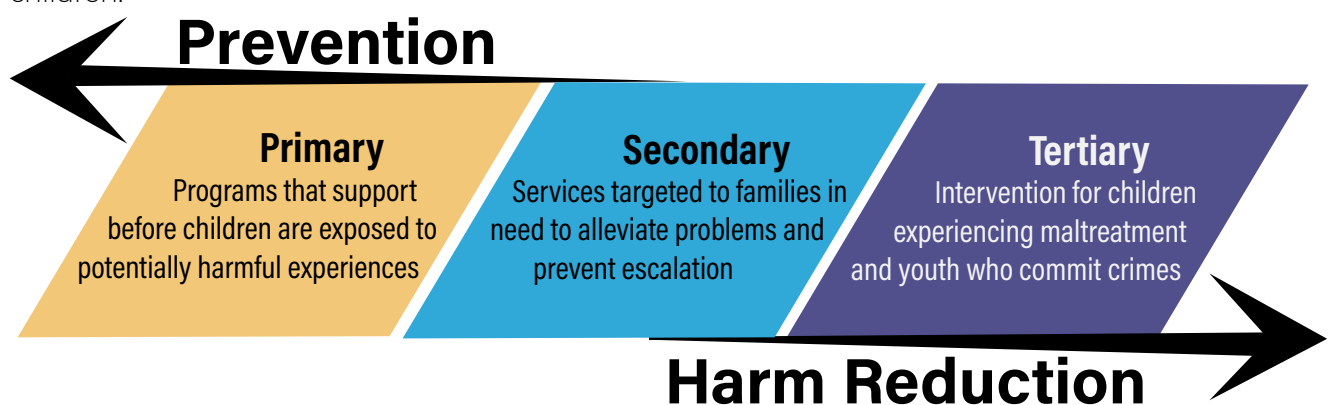 Prevention
Primary
Programs that support
before children are exposed to
potentially harmful experiences
Secondary
Services targeted to families in
need to alleviate problems and
prevent escalation
Tertiary
Intervention for children
experiencing maltreatment
and youth who commit crimes
Harm Reduction